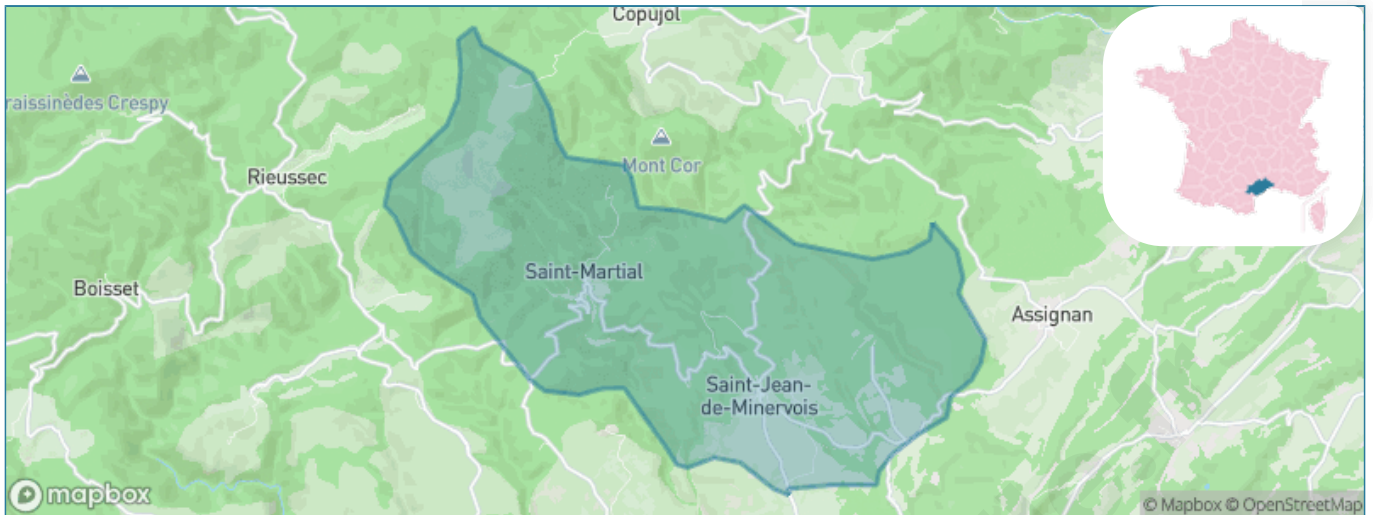 Copujol
raissinèdes Crespy
Mont Cor
Rieussec
Saint-Martial
Boisset
Assignan
Saint-Jean-
de-Minervois
mapbox
© Mapbox © OpenStreetMap